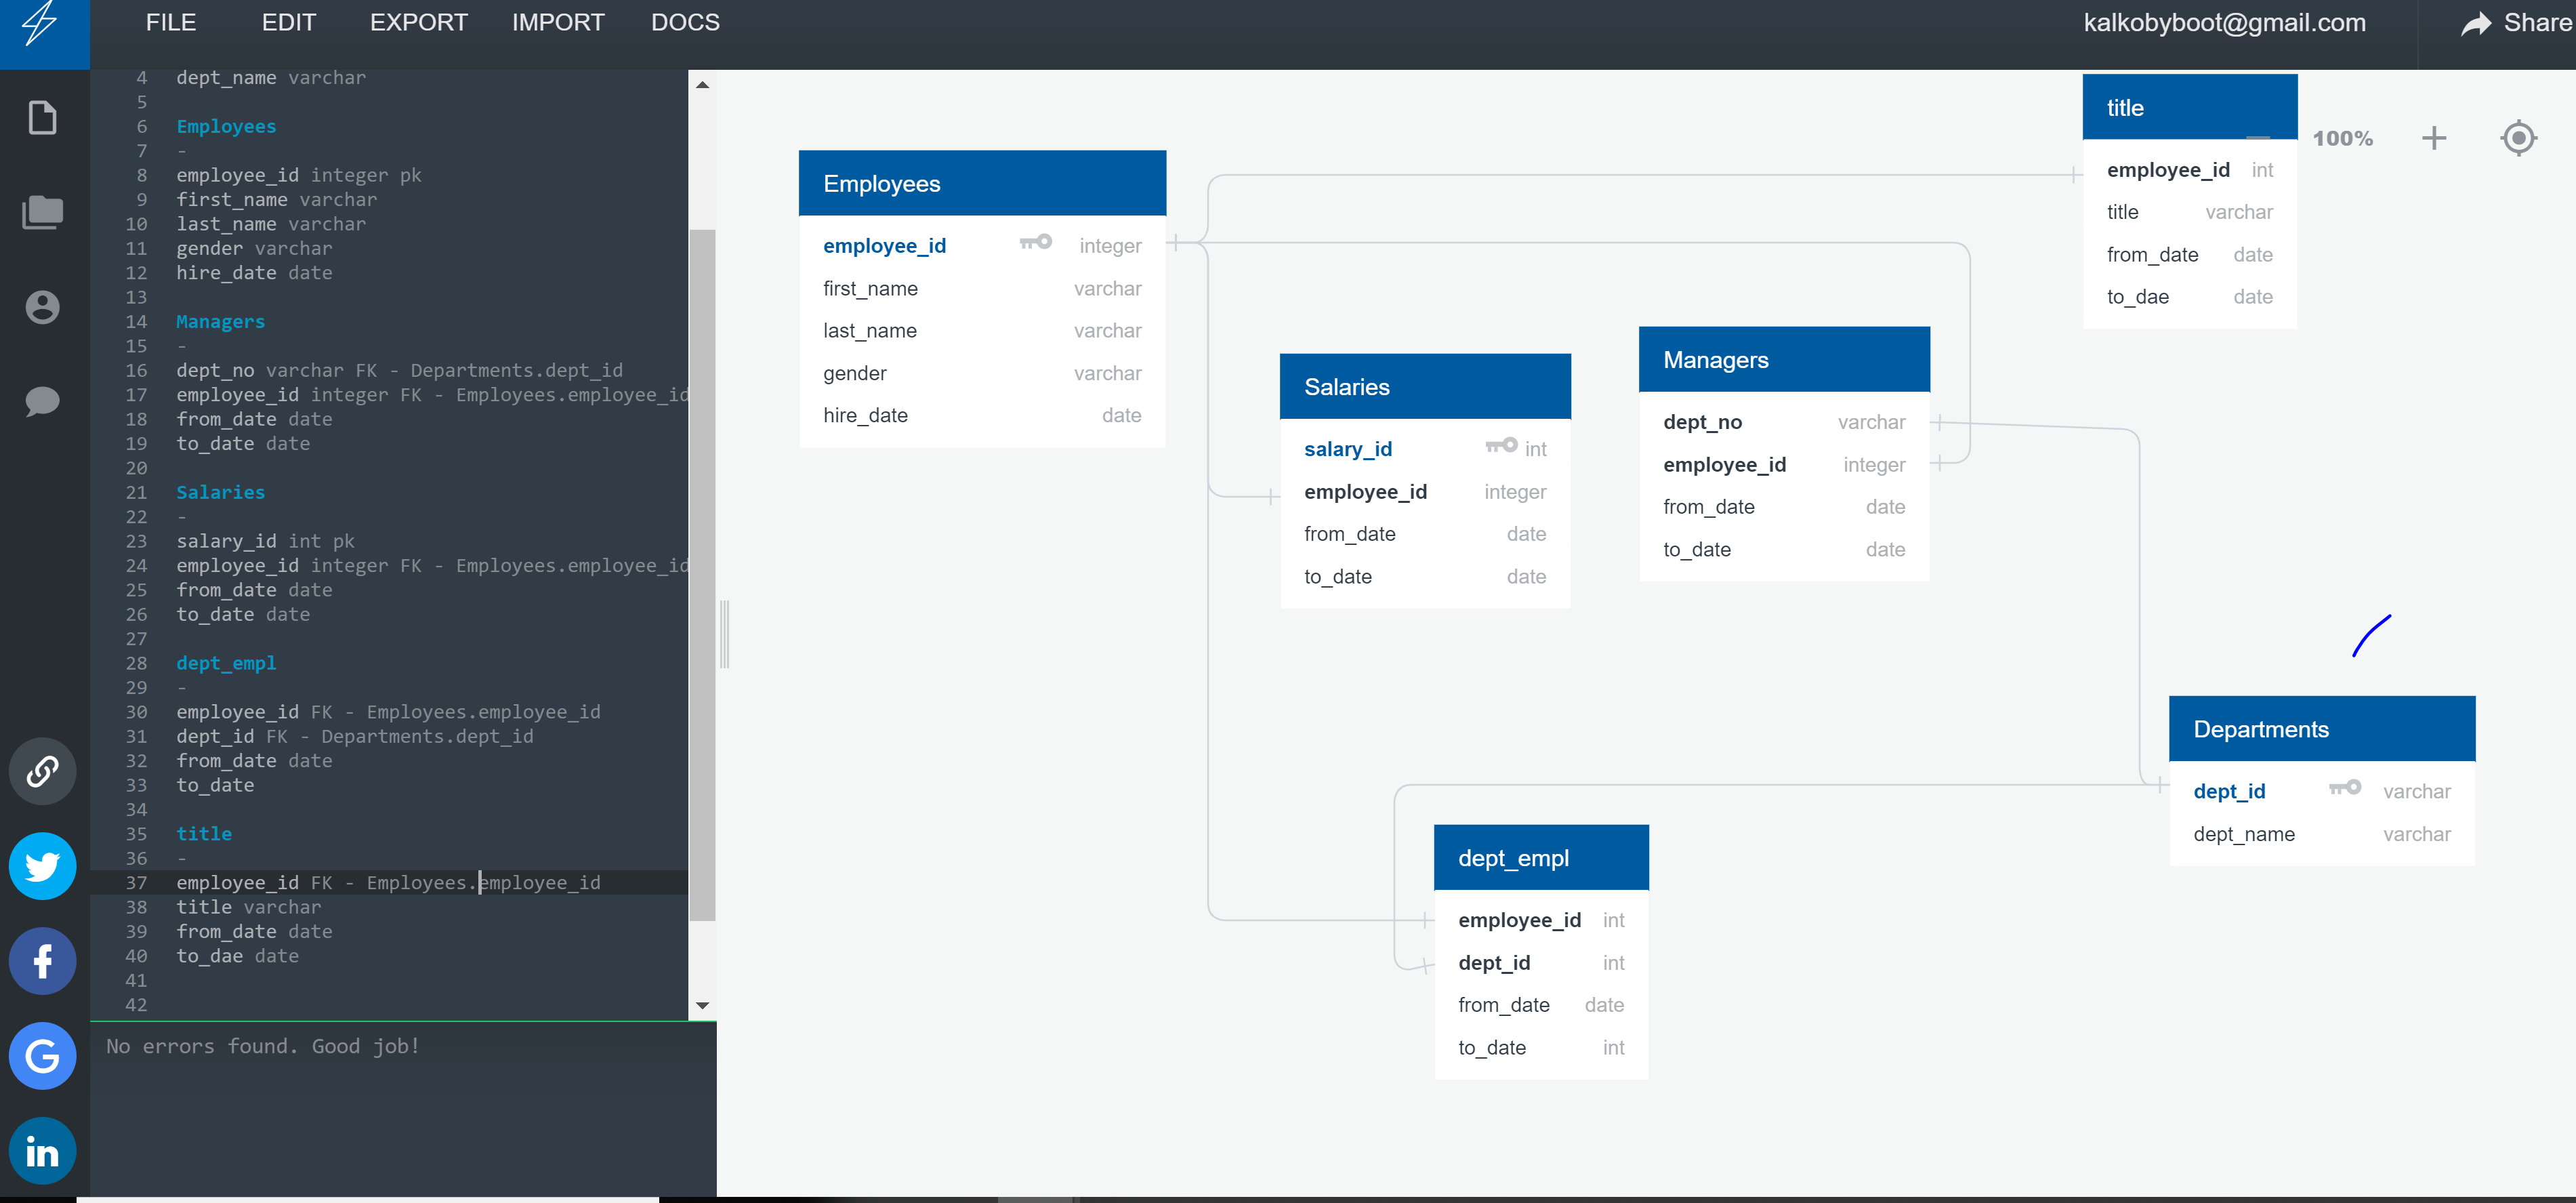 FILE EDIT EXPORT IMPORT DOCS kalkobyboot@gmail.com Share
4 dept_name varchar
5
6 Employees
7 -
8 employee_id integer pk
9 first_name varchar
10 last_name varchar
11 gender varchar
12 hire_date date
13
14 Managers
15 -
16 dept_no varchar FK - Departments.dept_id
17 employee_id integer FK - Employees.employee_id
18 from_date date
19 to_date date
20
21 Salaries
22 -
23 salary_id int pk
24 employee_id integer FK - Employees.employee_id
25 from_date date
26 to_date date
27
28 dept_empl
29 -
30 employee_id FK - Employees.employee_id
31 dept_id FK - Departments.dept_id
32 from_date date
33 to_date
34
35 title
36 -
37 employee_id FK - Employees.employee_id
38 title varchar
39 from_date date
40 to_dae date
41
42
No errors found. Good job!
Employees
employee_id integer
first_name varchar
last_name varchar
gender varchar
hire_date date
Salaries
salary_id int
employee_id integer
from_date date
to_date date
Managers
dept_no varchar
employee_id integer
from_date date
to_date date
title
employee_id int
title varchar
from_date date
to_dae date
100%
Departments
dept_id varchar
dept_name varchar
dept_empl
employee_id int
dept_id int
from_date date
to_date int